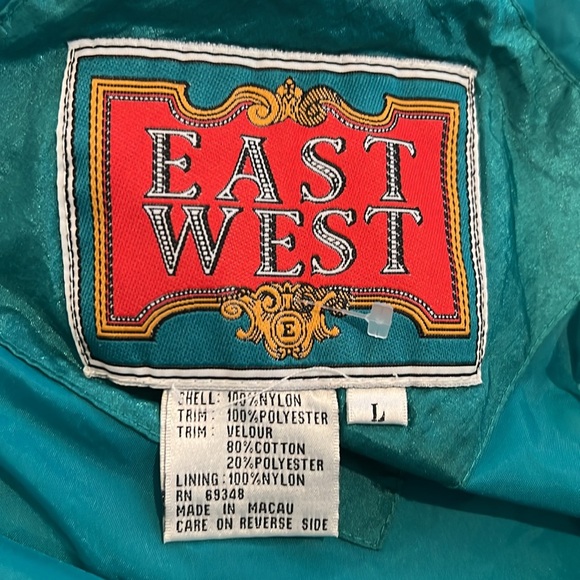 EAST
WEST
E
SHELL: 100%NYLON
TRIM: 100%POLYESTER
TRIM: VELOUR
80%COTTON
20%POLYESTER
LINING:100%NYLON
RN 69348
MADE IN MACAU
CARE ON REVERSE SIDE
L